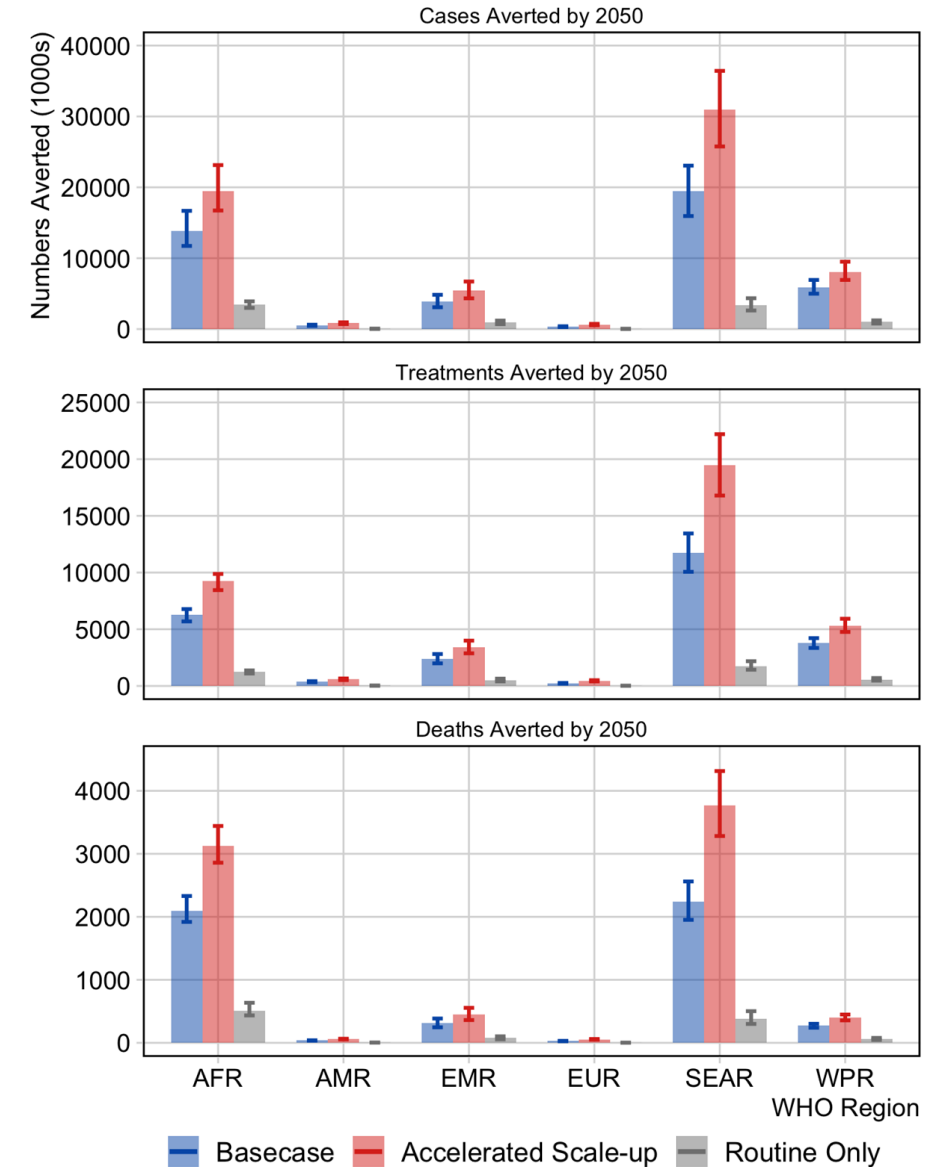 Cases Averted by 2050
Numbers Averted (1000s)
40000
30000
20000
10000
0
Treatments Averted by 2050
25000
20000
15000
10000
5000
0
Deaths Averted by 2050
4000
3000
2000
1000
0
AFR AMR EMR EUR SEAR WPR
WHO Region
Basecase Accelerated Scale-up Routine Only